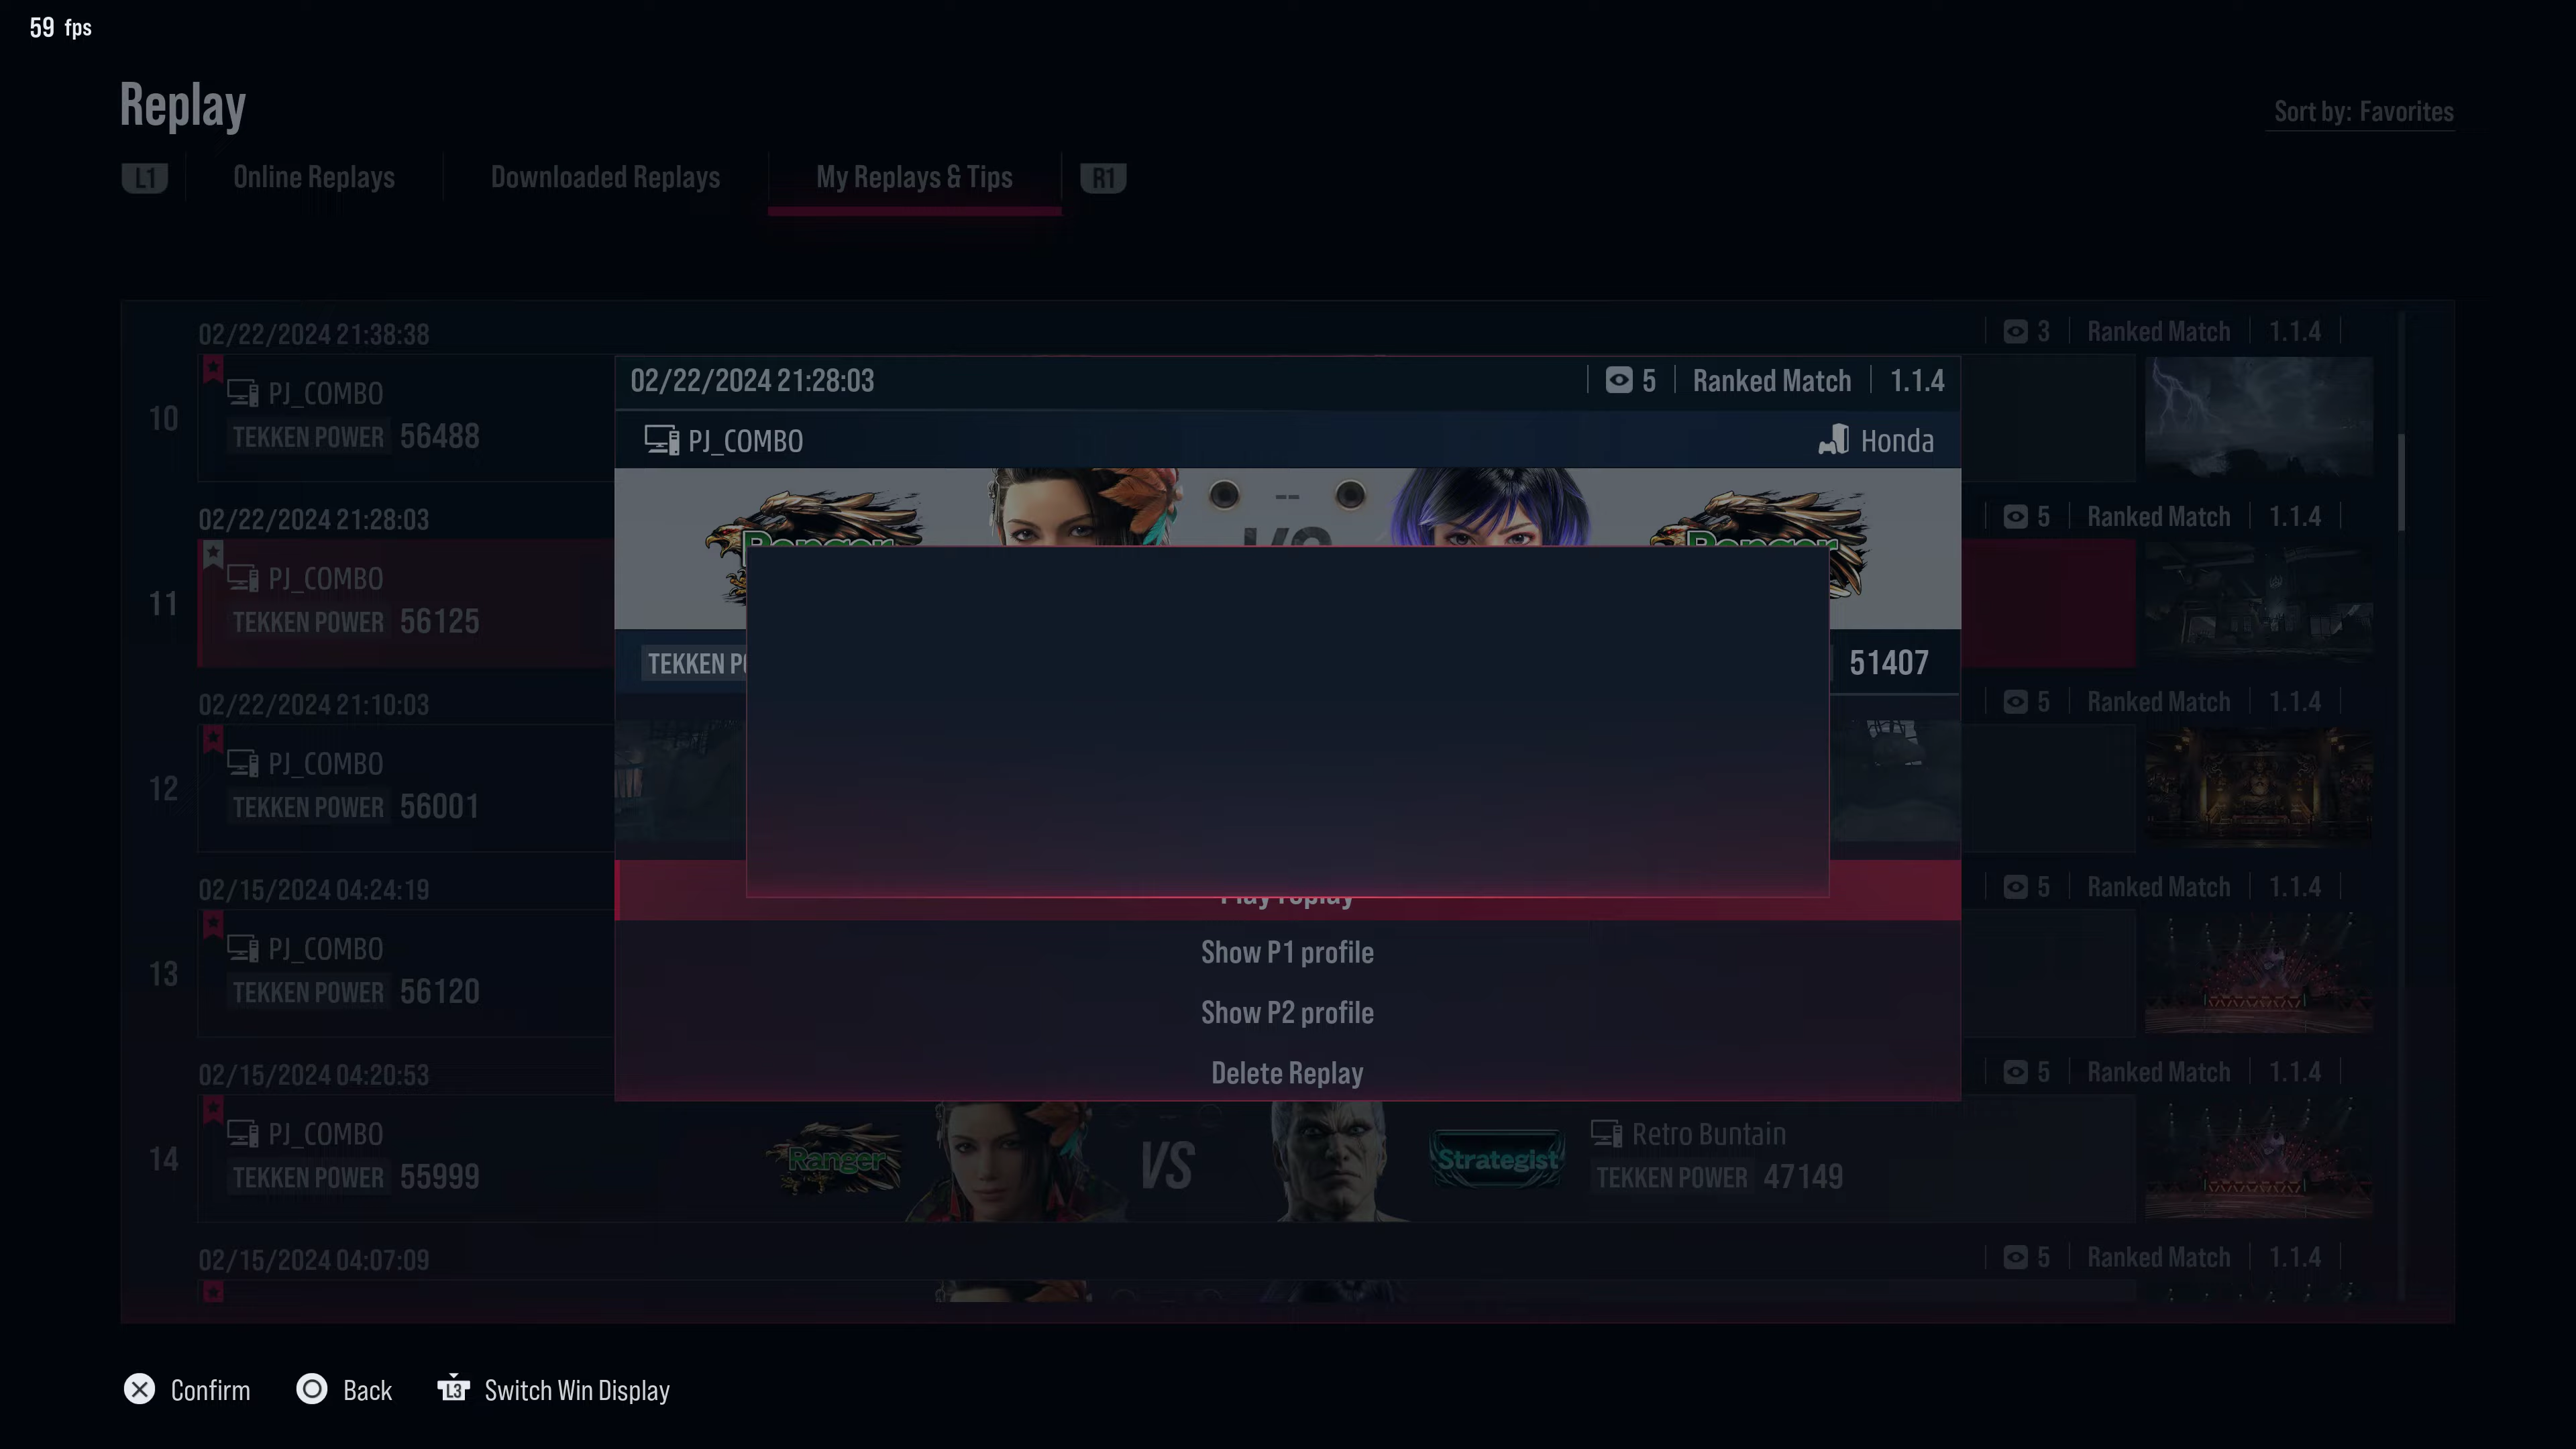 59 fps
Replay
Sort by: Favorites
L1 Online Replays Downloaded Replays My Replays & Tips R1
02/22/2024 21:38:38 3 Ranked Match 1.1.4
10 PJ_COMBO
TEKKEN POWER 56488
02/22/2024 21:28:03 5 Ranked Match 1.1.4
PJ_COMBO Honda
Ranger VS Ranger
TEKKEN 51407
Play replay
Show P1 profile
Show P2 profile
Delete Replay
02/22/2024 21:28:03 5 Ranked Match 1.1.4
11 PJ_COMBO
TEKKEN POWER 56125
02/22/2024 21:10:03 5 Ranked Match 1.1.4
12 PJ_COMBO
TEKKEN POWER 56001
02/15/2024 04:24:19 5 Ranked Match 1.1.4
13 PJ_COMBO
TEKKEN POWER 56120
02/15/2024 04:20:53 5 Ranked Match 1.1.4
14 PJ_COMBO Ranger VS Strategist Retro Buntain
TEKKEN POWER 55999 TEKKEN POWER 47149
02/15/2024 04:07:09 5 Ranked Match 1.1.4
Confirm Back L3 Switch Win Display